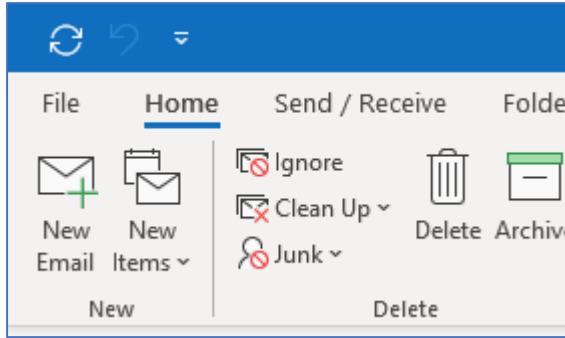 File Home Send / Receive Folde
Ignore
Clean Up
Junk
New Email
New Items
Delete
Archiv
New
Delete